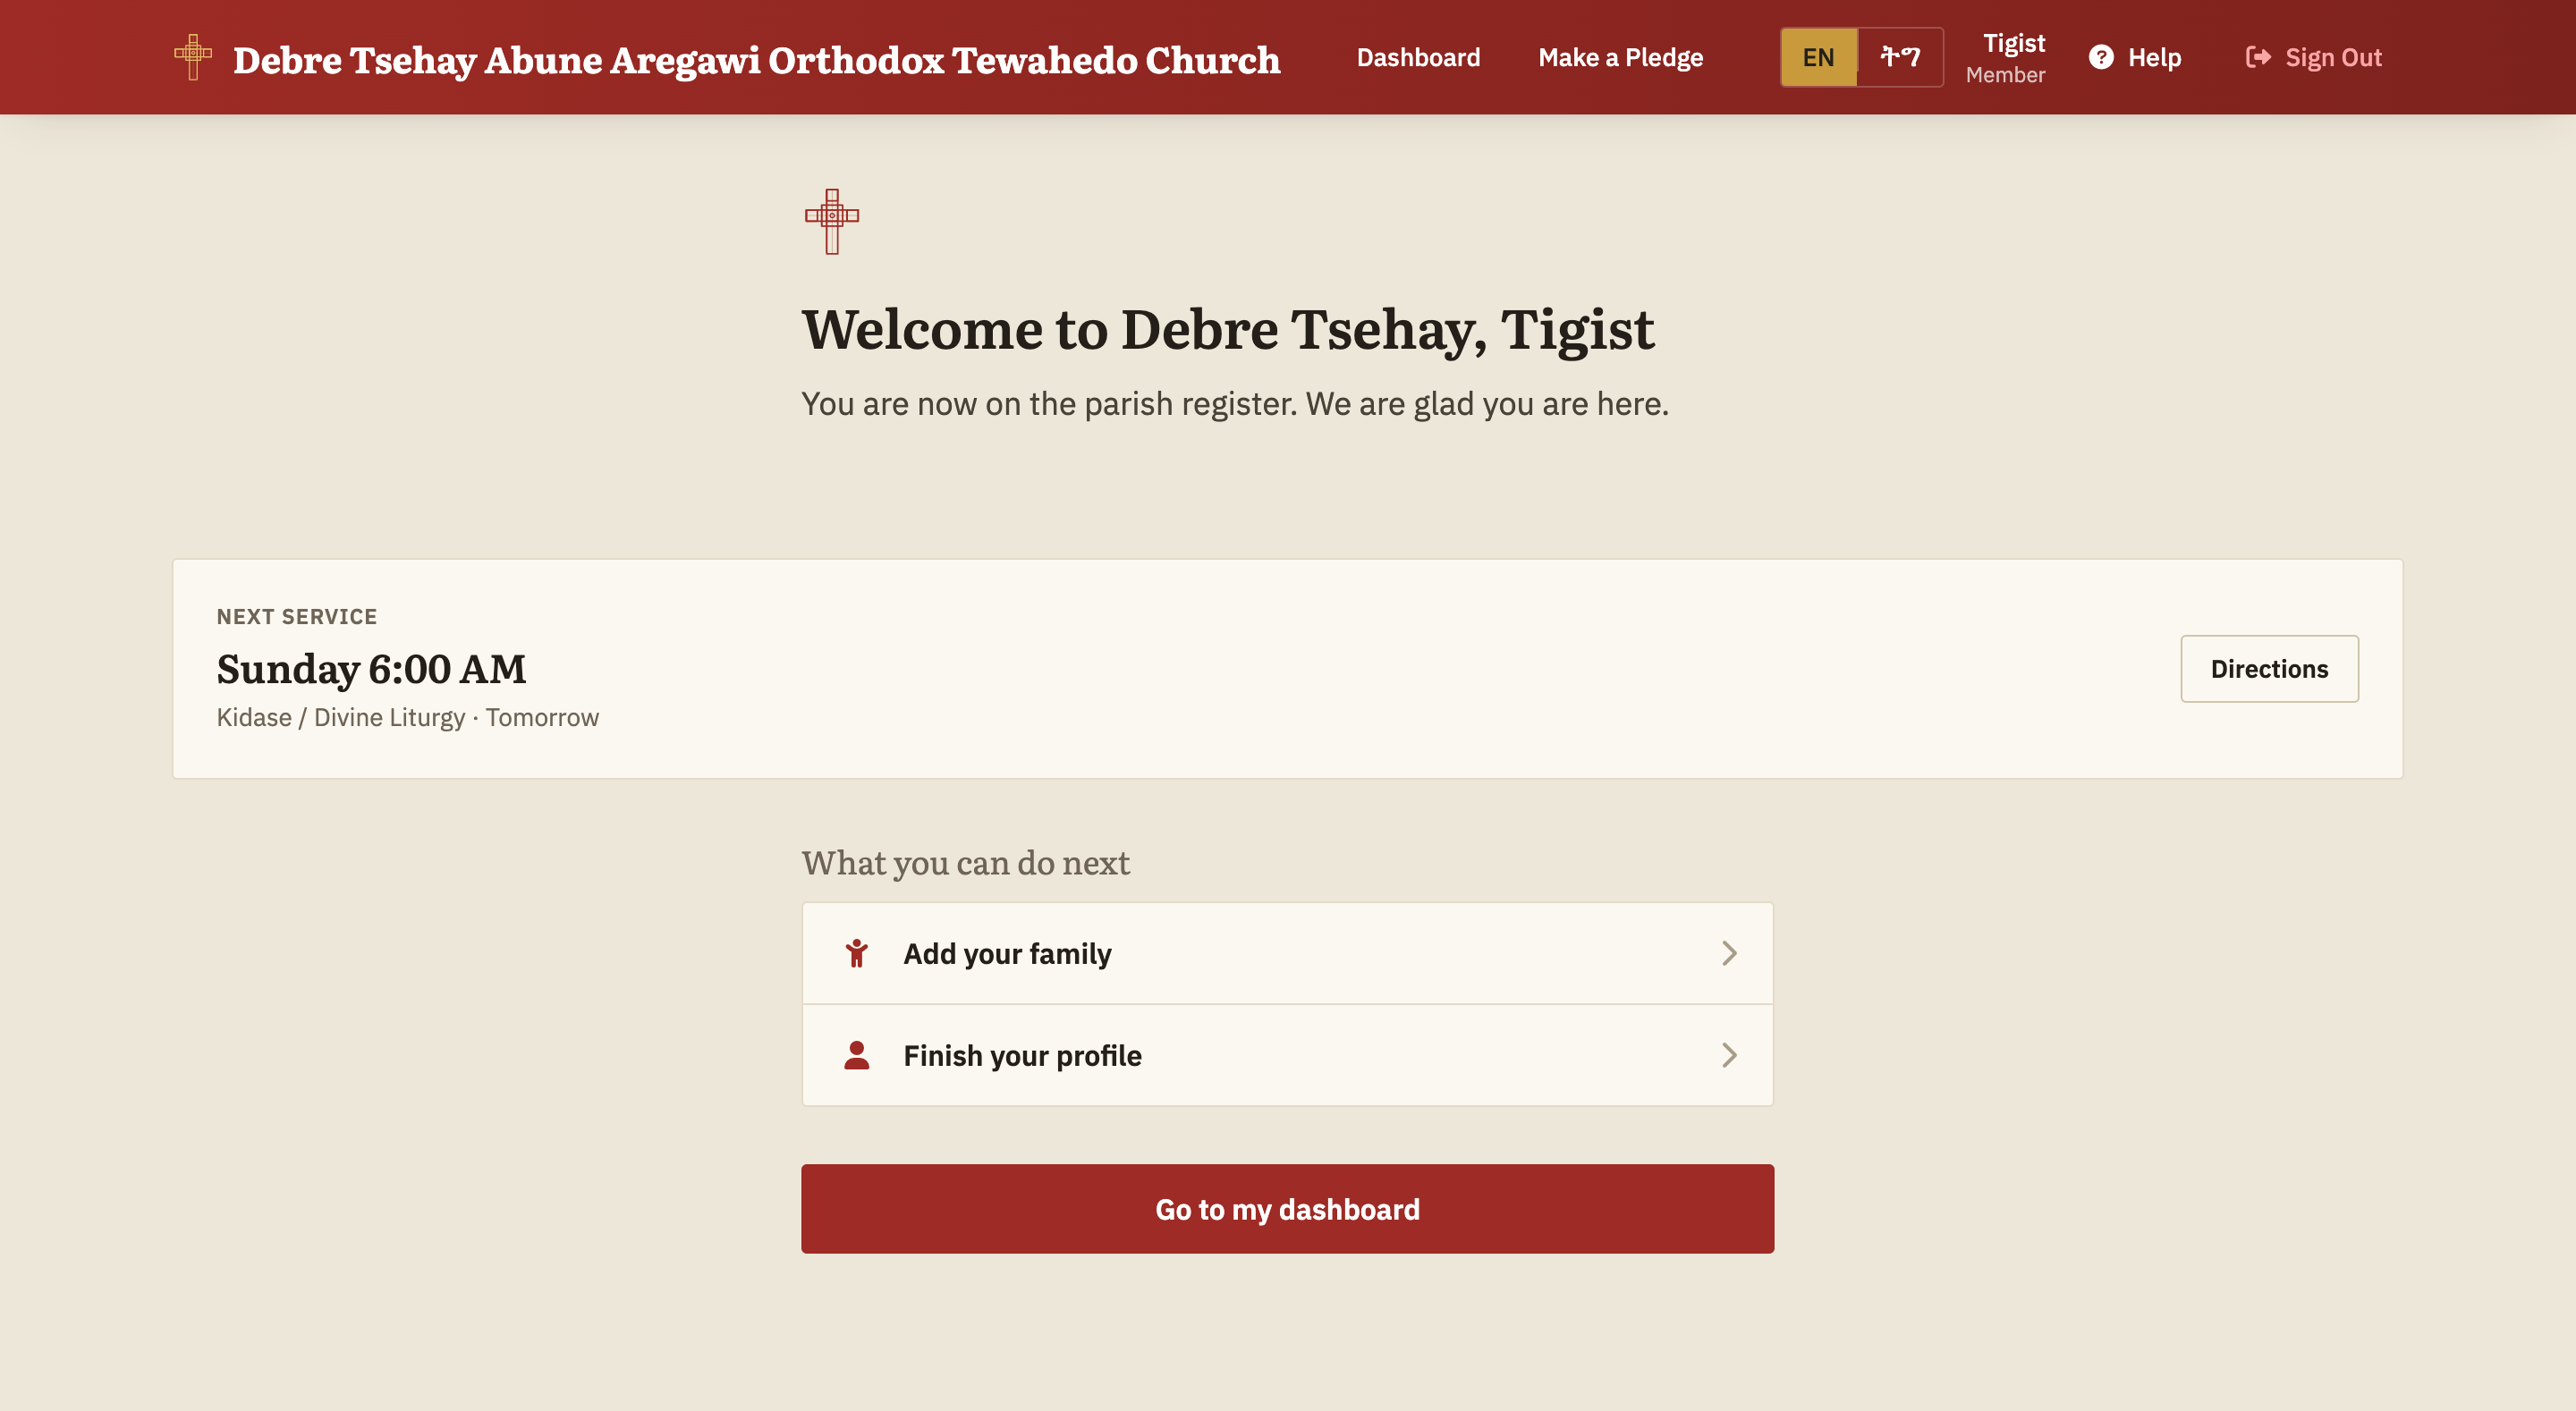 Debre Tsehay Abune Aregawi Orthodox Tewahedo Church
Dashboard
Make a Pledge
EN
ትግ
Tigist
Member
Help
Sign Out
Welcome to Debre Tsehay, Tigist
You are now on the parish register. We are glad you are here.
NEXT SERVICE
Sunday 6:00 AM
Kidase / Divine Liturgy · Tomorrow
Directions
What you can do next
Add your family
Finish your profile
Go to my dashboard